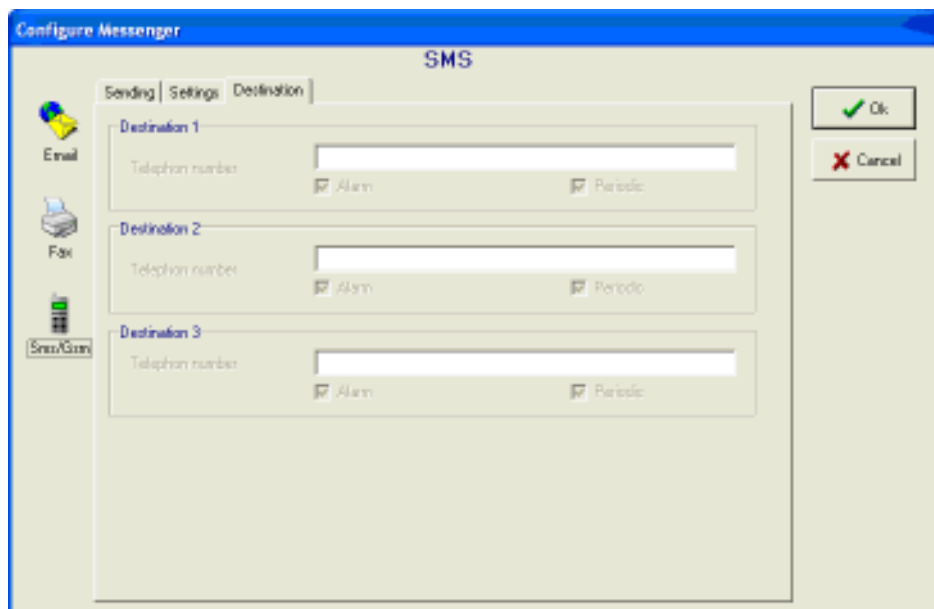 Configure Messenger
SMS
Sending Settings Destination
Ok
Cancel
Email
Fax
Sms/Gsm
Destination 1
Telephon number
Alarm Periodic
Destination 2
Telephon number
Alarm Periodic
Destination 3
Telephon number
Alarm Periodic